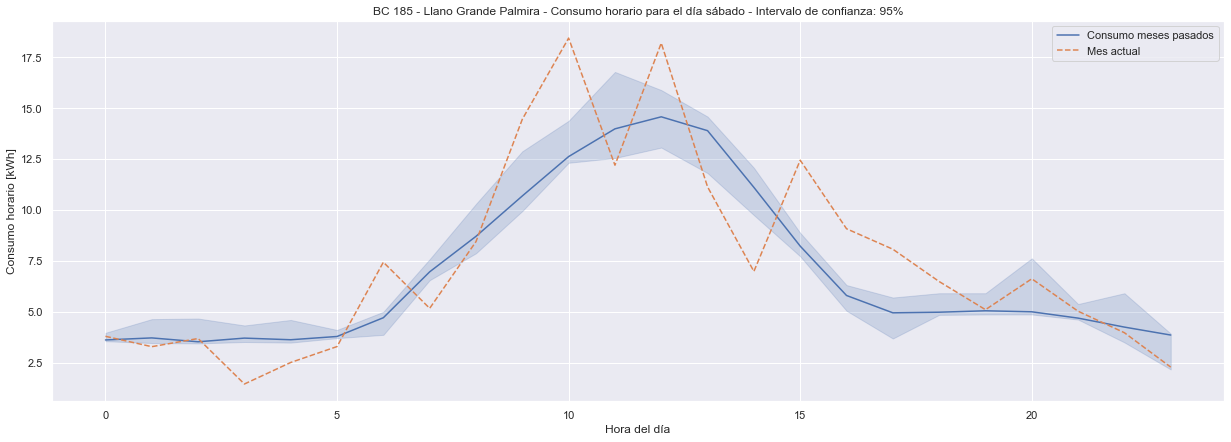 BC 185 - Llano Grande Palmira - Consumo horario para el día sábado - Intervalo de confianza: 95%
Consumo meses pasados
Mes actual
17.5
15.0
12.5
10.0
7.5
5.0
2.5
Consumo horario [kWh]
0 5 10 15 20
Hora del día